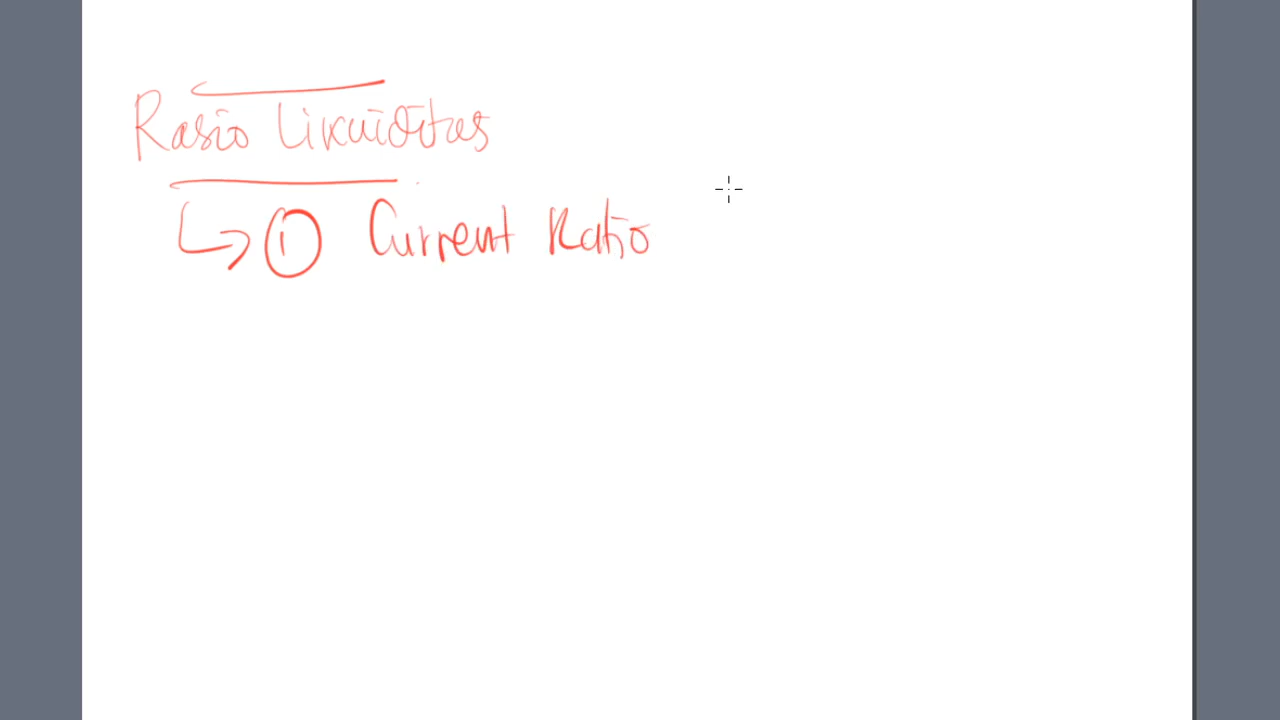 Rasio Likuiditas
↳ ① Current Ratio